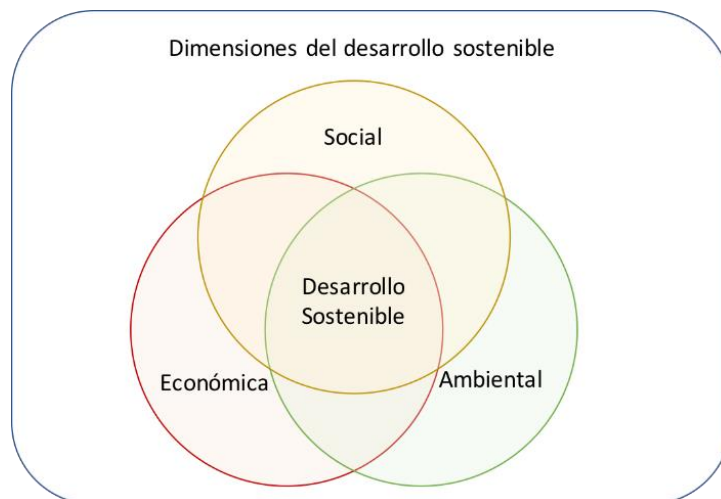 Dimensiones del desarrollo sostenible
Social
Desarrollo
Sostenible
Económica
Ambiental